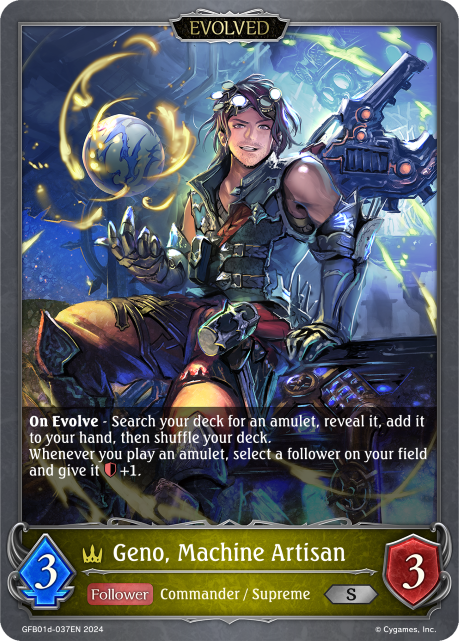 EVOLVED
On Evolve - Search your deck for an amulet, reveal it, add it
to your hand, then shuffle your deck.
Whenever you play an amulet, select a follower on your field
and give it +1.
3
Geno, Machine Artisan
3
Follower Commander / Supreme S
GFB01d-037EN 2024 © Cygames, Inc.